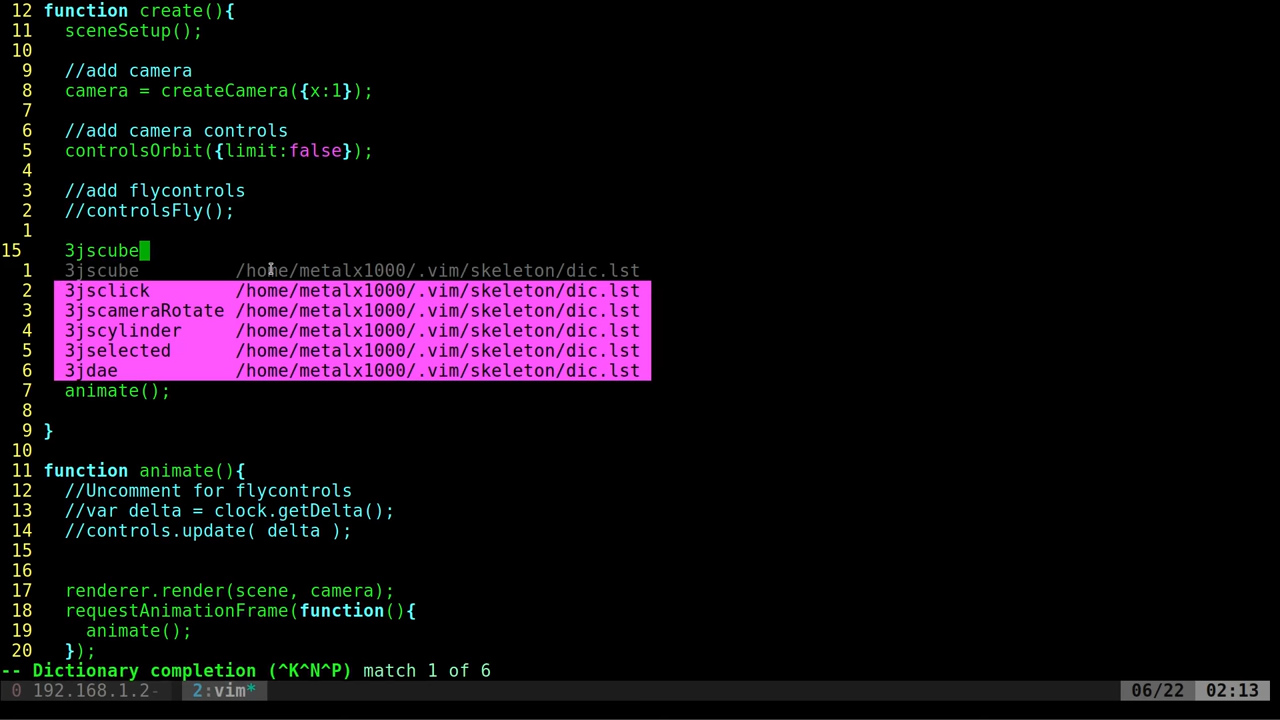 12 function create(){
11   sceneSetup();
10
9   //add camera
8   camera = createCamera({x:1});
7
6   //add camera controls
5   controlsOrbit({limit:false});
4
3   //add flycontrols
2   //controlsFly();
1
15   3jscube
1   3jscube         /home/metalx1000/.vim/skeleton/dic.lst
2   3jsclick        /home/metalx1000/.vim/skeleton/dic.lst
3   3jscameraRotate /home/metalx1000/.vim/skeleton/dic.lst
4   3jscylinder     /home/metalx1000/.vim/skeleton/dic.lst
5   3jselected      /home/metalx1000/.vim/skeleton/dic.lst
6   3jdae           /home/metalx1000/.vim/skeleton/dic.lst
7   animate();
8
9 }
10
11 function animate(){
12   //Uncomment for flycontrols
13   //var delta = clock.getDelta();
14   //controls.update( delta );
15
16
17   renderer.render(scene, camera);
18   requestAnimationFrame(function(){
19     animate();
20   });
-- Dictionary completion (^K^N^P) match 1 of 6
0 192.168.1.2- 2:vim* 06/22 02:13